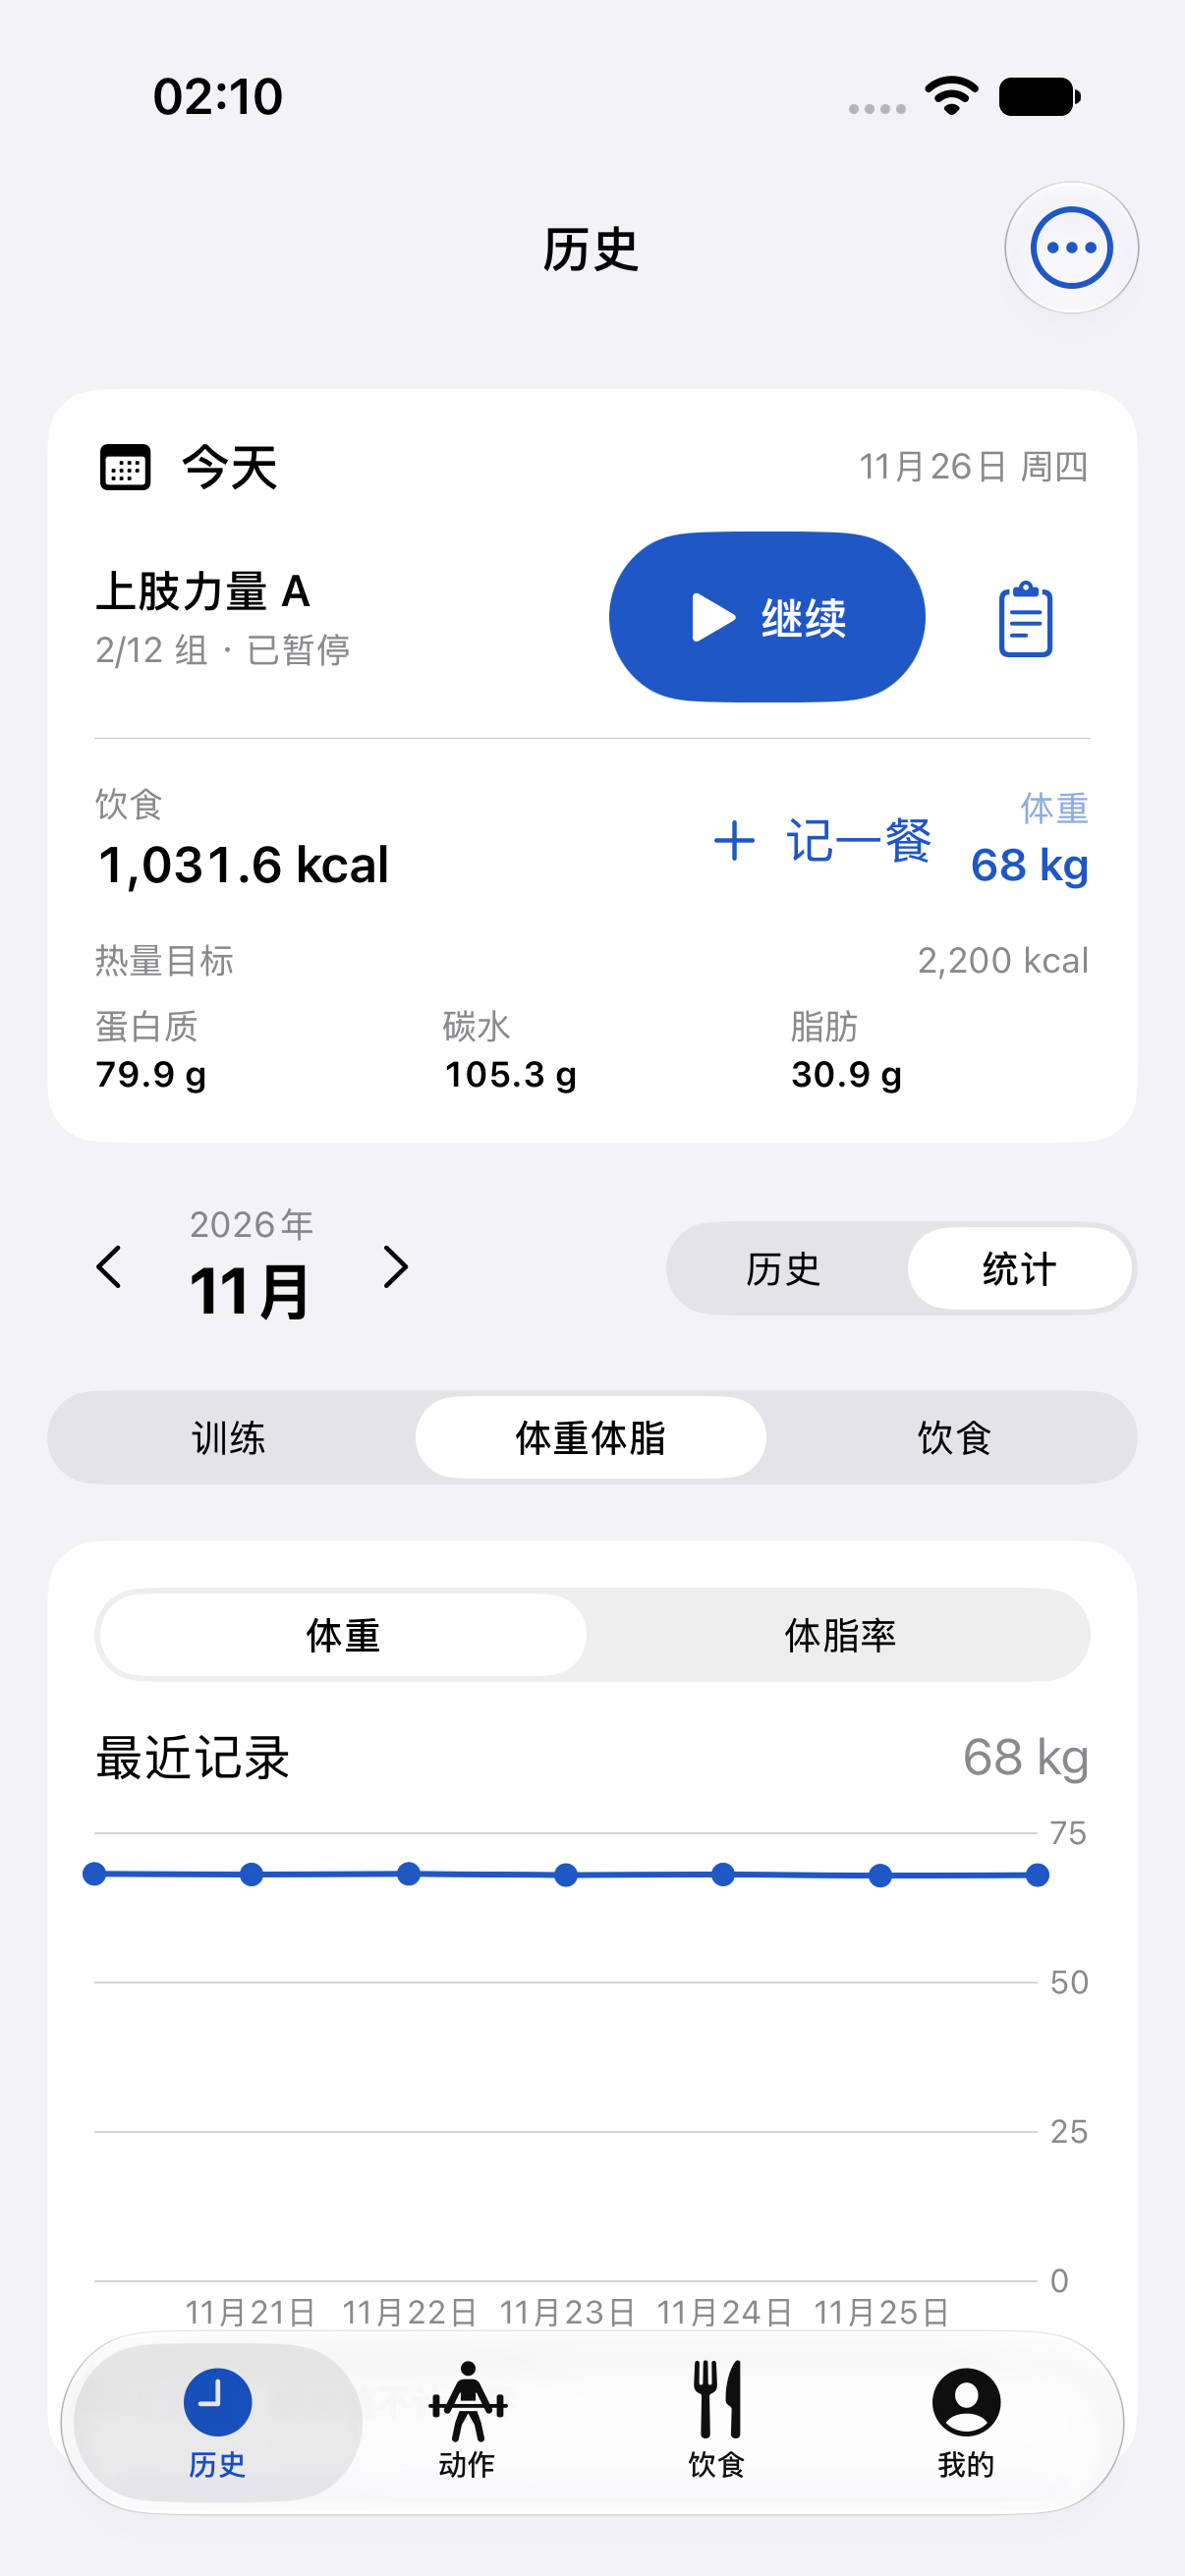 02:10
历史
今天
11月26日 周四
上肢力量 A
2/12 组 · 已暂停
继续
饮食
1,031.6 kcal
记一餐
体重
68 kg
热量目标
2,200 kcal
蛋白质
碳水
脂肪
79.9 g
105.3 g
30.9 g
2026年
11月
历史
统计
训练
体重体脂
饮食
体重
体脂率
最近记录
68 kg
75
50
25
0
11月21日
11月22日
11月23日
11月24日
11月25日
历史
动作
饮食
我的